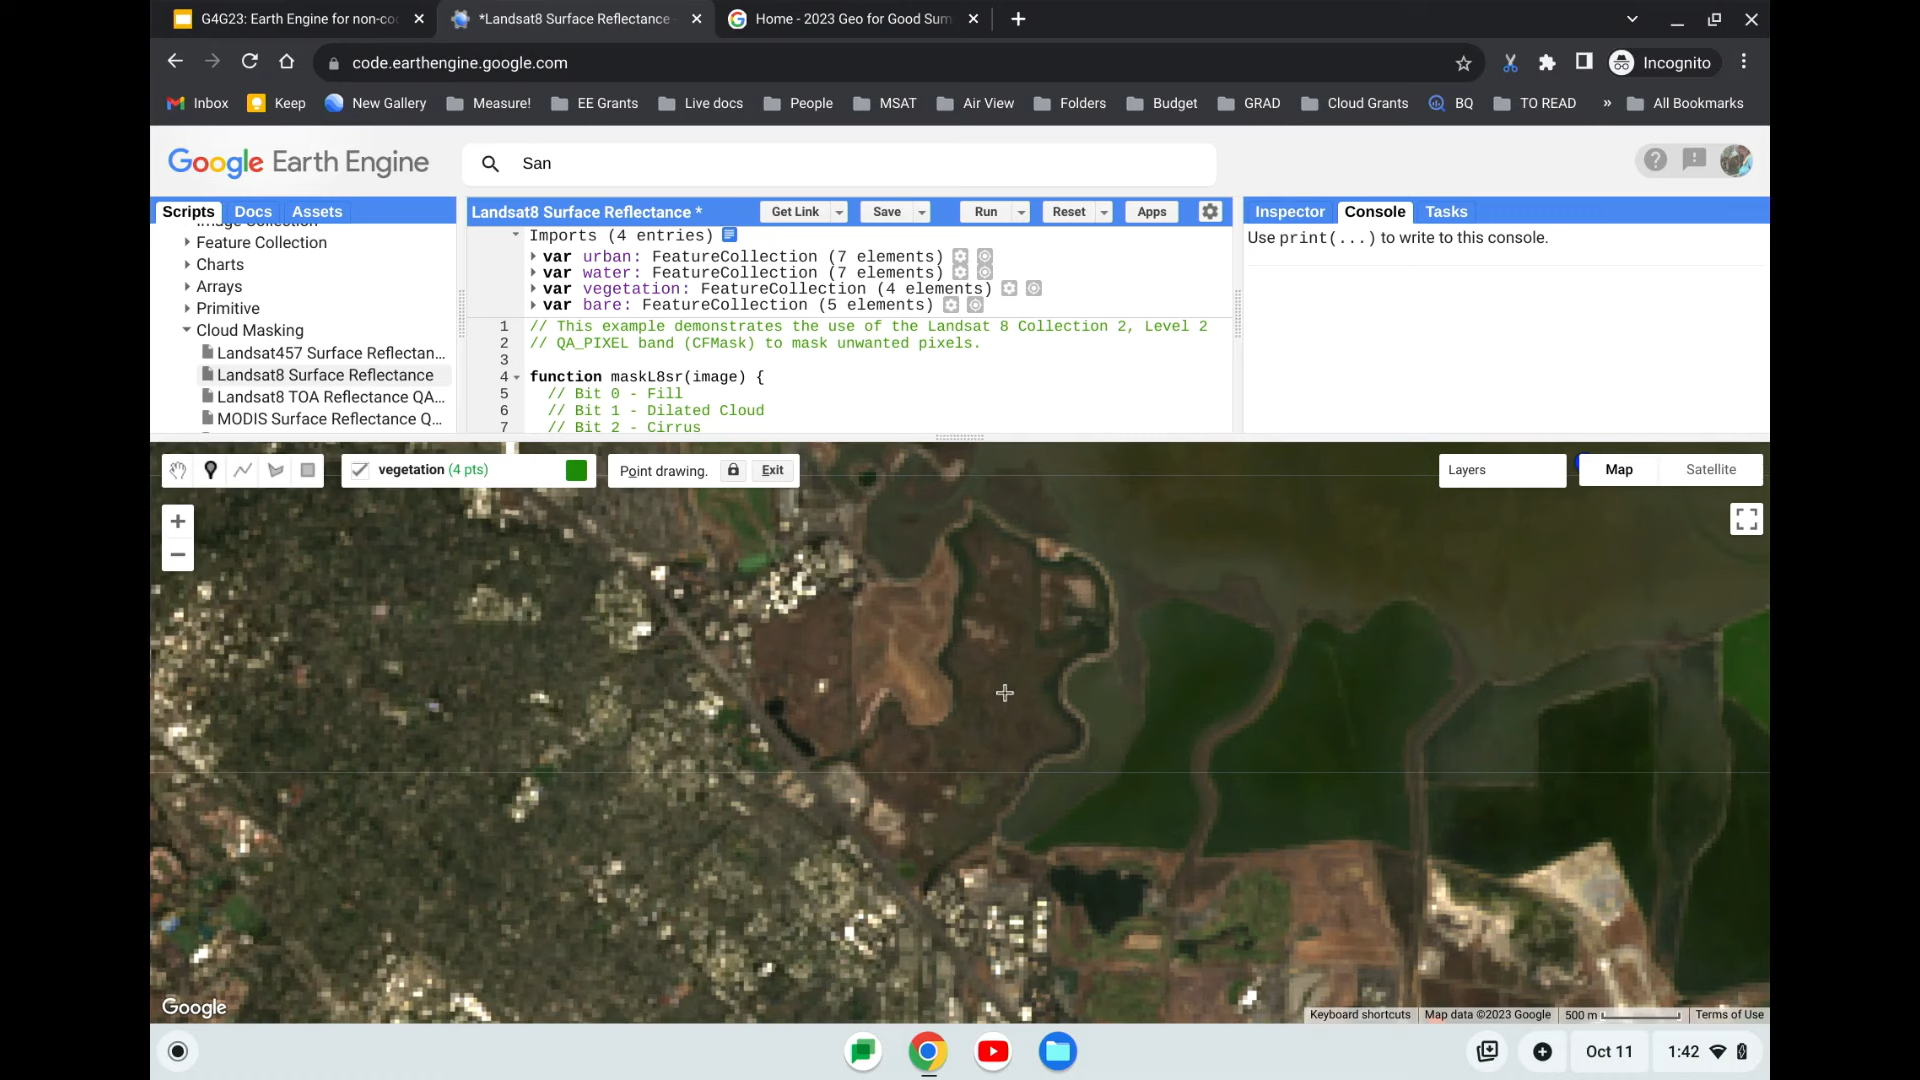 G4G23: Earth Engine for non-co
*Landsat8 Surface Reflectance -
Home - 2023 Geo for Good Sum
code.earthengine.google.com
Incognito
Inbox
Keep
New Gallery
Measure!
EE Grants
Live docs
People
MSAT
Air View
Folders
Budget
GRAD
Cloud Grants
BQ
TO READ
»
All Bookmarks
Google Earth Engine
San
Scripts
Docs
Assets
Image Collection
Feature Collection
Charts
Arrays
Primitive
Cloud Masking
Landsat457 Surface Reflectan...
Landsat8 Surface Reflectance
Landsat8 TOA Reflectance QA...
MODIS Surface Reflectance Q...
Landsat8 Surface Reflectance *
Get Link
Save
Run
Reset
Apps
Imports (4 entries)
var urban: FeatureCollection (7 elements)
var water: FeatureCollection (7 elements)
var vegetation: FeatureCollection (4 elements)
var bare: FeatureCollection (5 elements)
1 // This example demonstrates the use of the Landsat 8 Collection 2, Level 2
2 // QA_PIXEL band (CFMask) to mask unwanted pixels.
3
4 function maskL8sr(image) {
5 // Bit 0 - Fill
6 // Bit 1 - Dilated Cloud
7 // Bit 2 - Cirrus
Inspector
Console
Tasks
Use print(...) to write to this console.
vegetation (4 pts)
Point drawing.
Exit
Layers
Map
Satellite
+
−
Google
Keyboard shortcuts
Map data ©2023 Google
500 m
Terms of Use
Oct 11
1:42